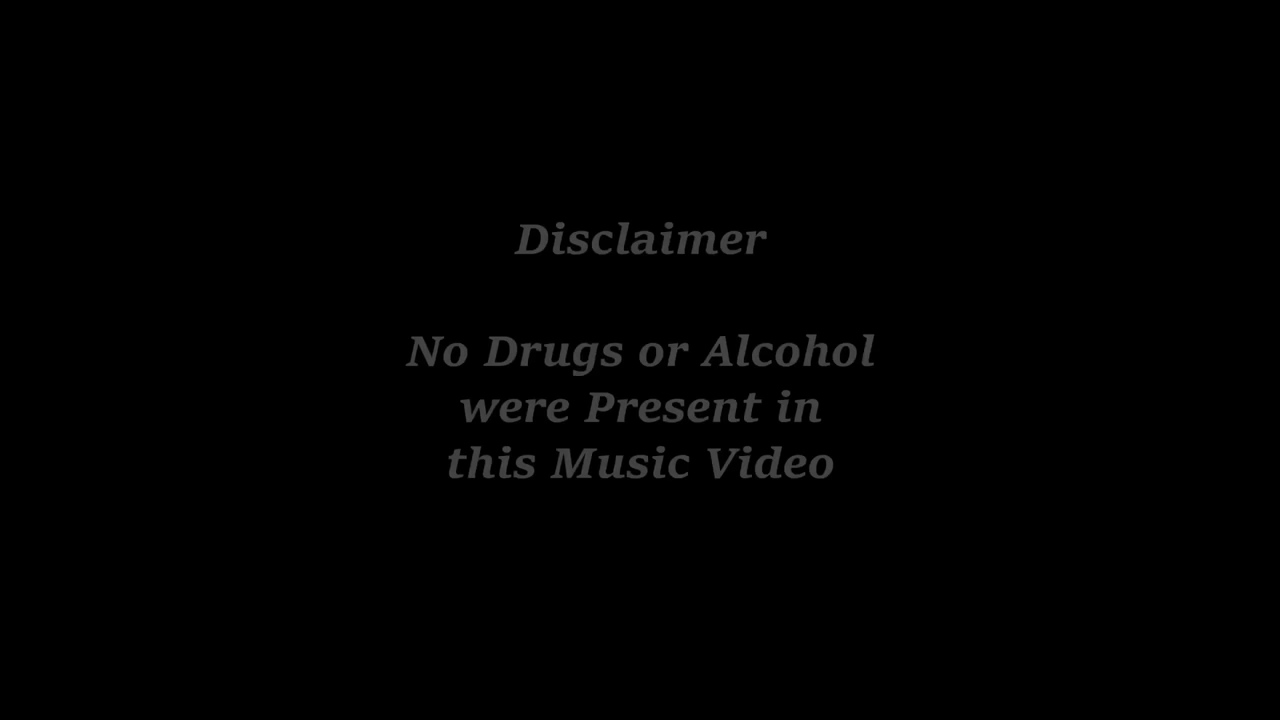 Disclaimer
No Drugs or Alcohol
were Present in
this Music Video